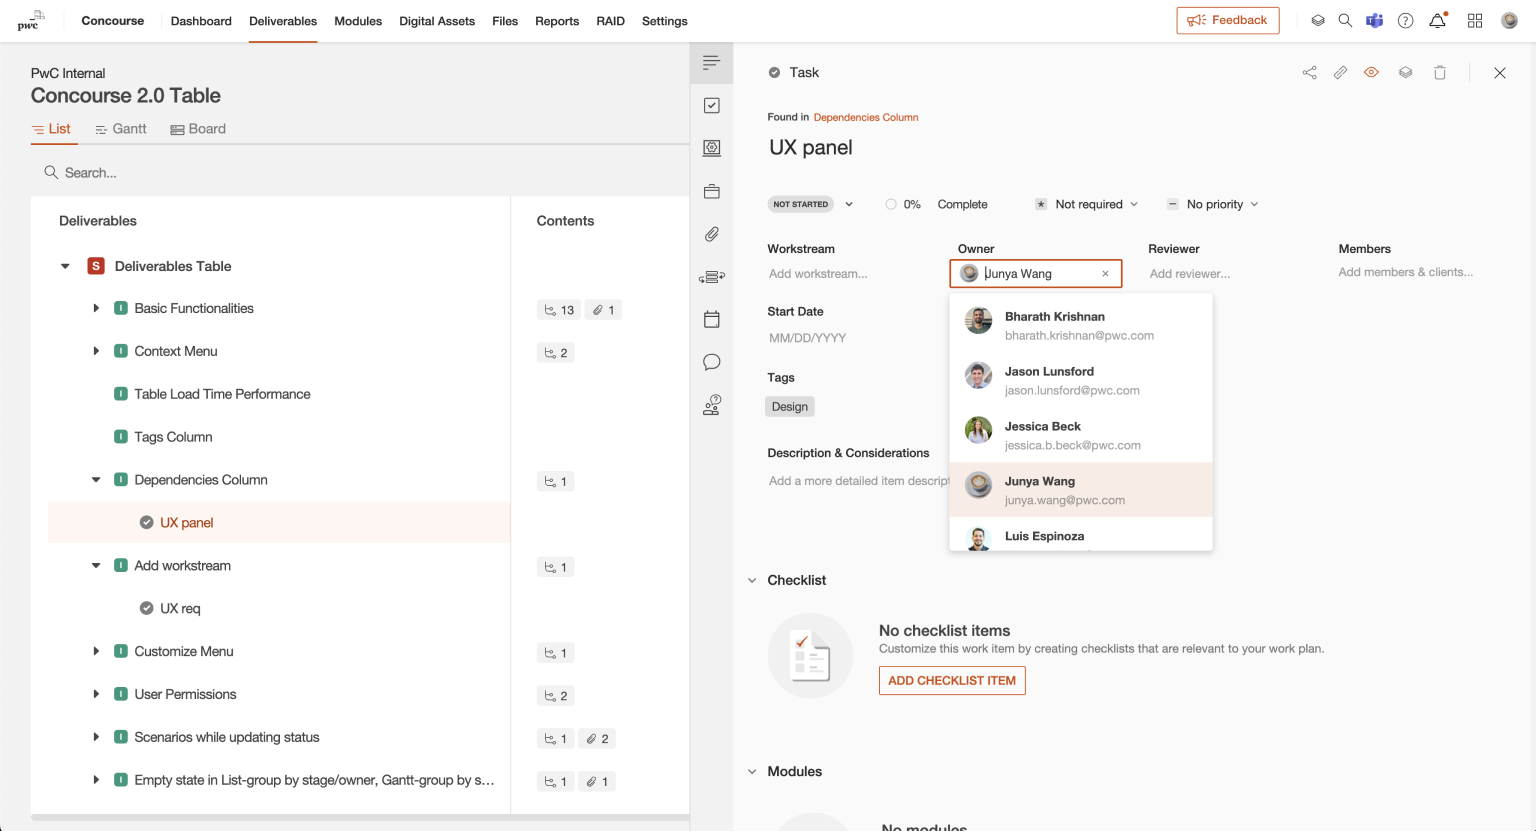 pwc
Concourse
Dashboard
Deliverables
Modules
Digital Assets
Files
Reports
RAID
Settings
Feedback
PwC Internal
Concourse 2.0 Table
List
Gantt
Board
Search...
Deliverables
Contents
S Deliverables Table
I Basic Functionalities
13
1
I Context Menu
2
I Table Load Time Performance
I Tags Column
I Dependencies Column
1
UX panel
I Add workstream
1
UX req
I Customize Menu
1
I User Permissions
2
I Scenarios while updating status
1
2
I Empty state in List-group by stage/owner, Gantt-group by s...
1
1
Task
Found in Dependencies Column
UX panel
NOT STARTED
0% Complete
Not required
No priority
Workstream
Add workstream...
Owner
Junya Wang
Reviewer
Add reviewer...
Members
Add members & clients...
Start Date
MM/DD/YYYY
Tags
Design
Description & Considerations
Add a more detailed item descript
Bharath Krishnan
bharath.krishnan@pwc.com
Jason Lunsford
jason.lunsford@pwc.com
Jessica Beck
jessica.b.beck@pwc.com
Junya Wang
junya.wang@pwc.com
Luis Espinoza
Checklist
No checklist items
Customize this work item by creating checklists that are relevant to your work plan.
ADD CHECKLIST ITEM
Modules
No modules